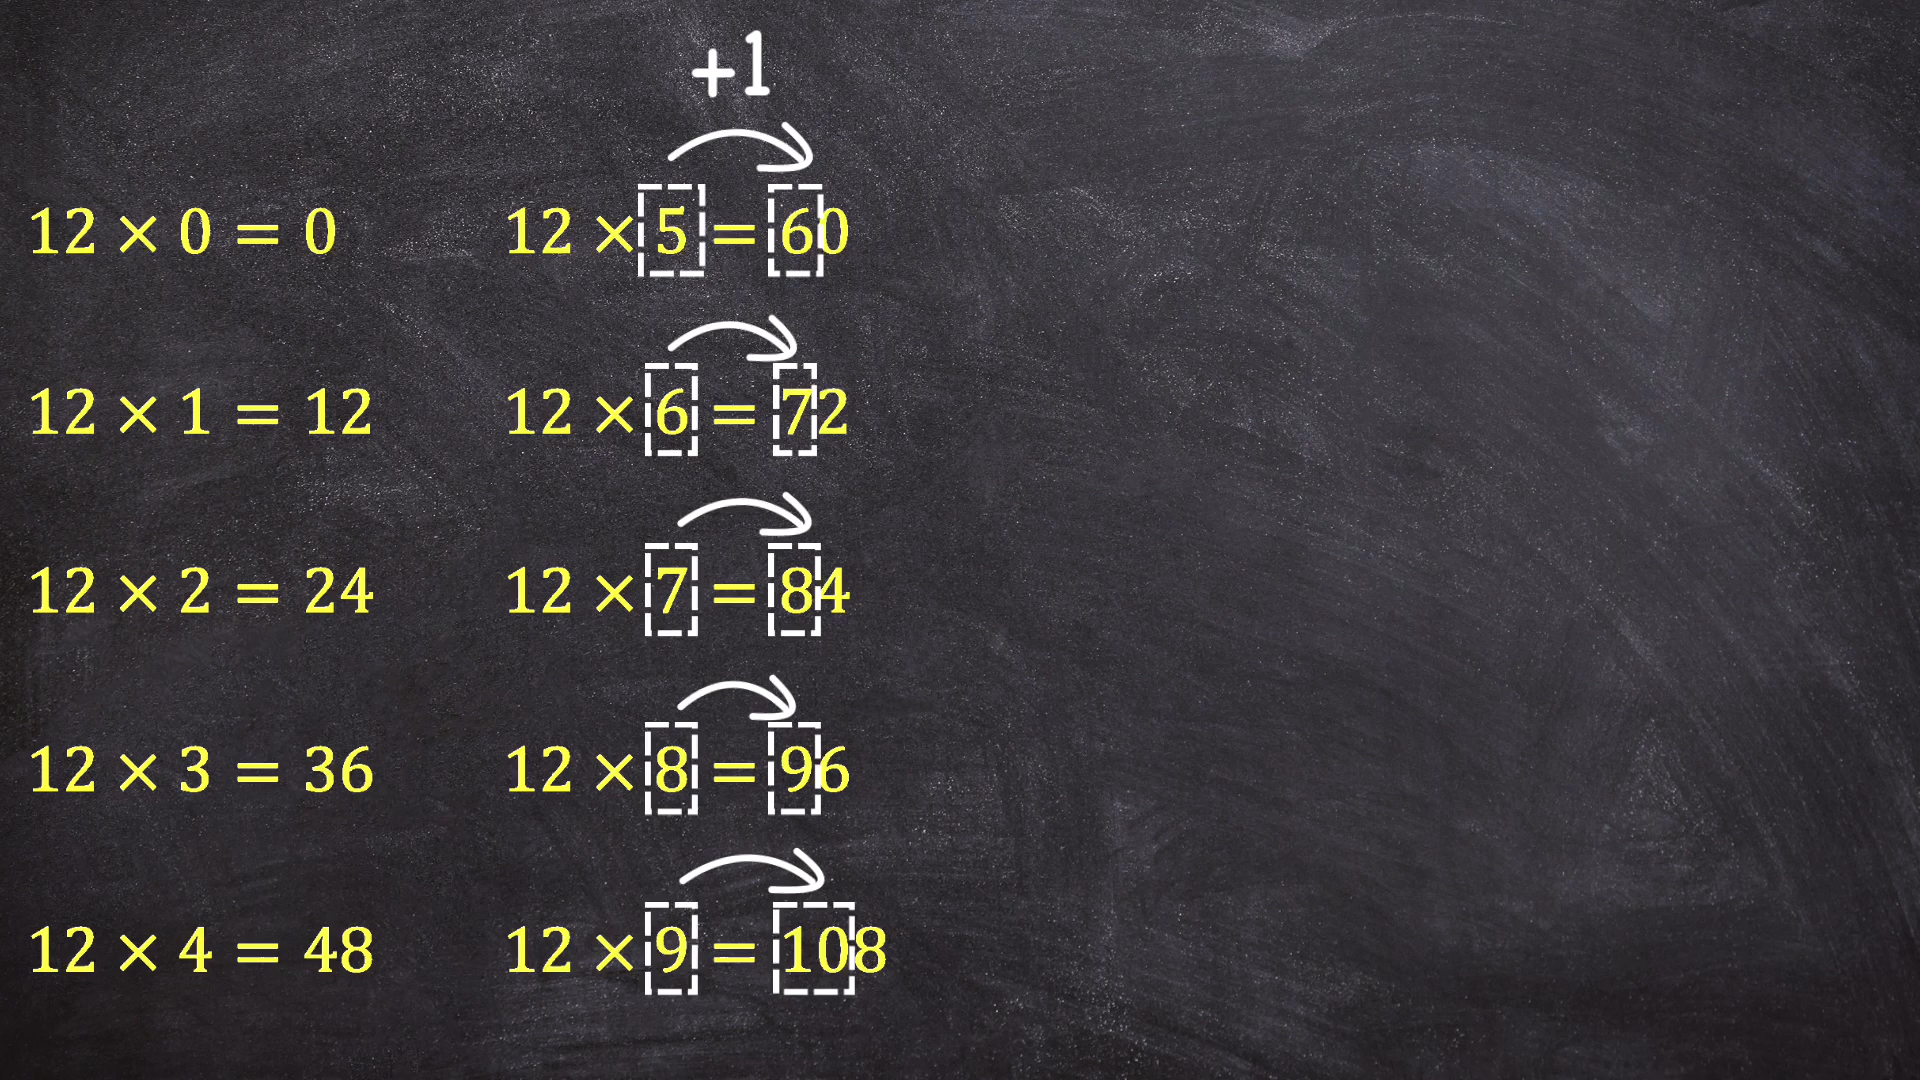 +1
12 × 0 = 0
12 × 1 = 12
12 × 2 = 24
12 × 3 = 36
12 × 4 = 48
12 × 5 = 60
12 × 6 = 72
12 × 7 = 84
12 × 8 = 96
12 × 9 = 108